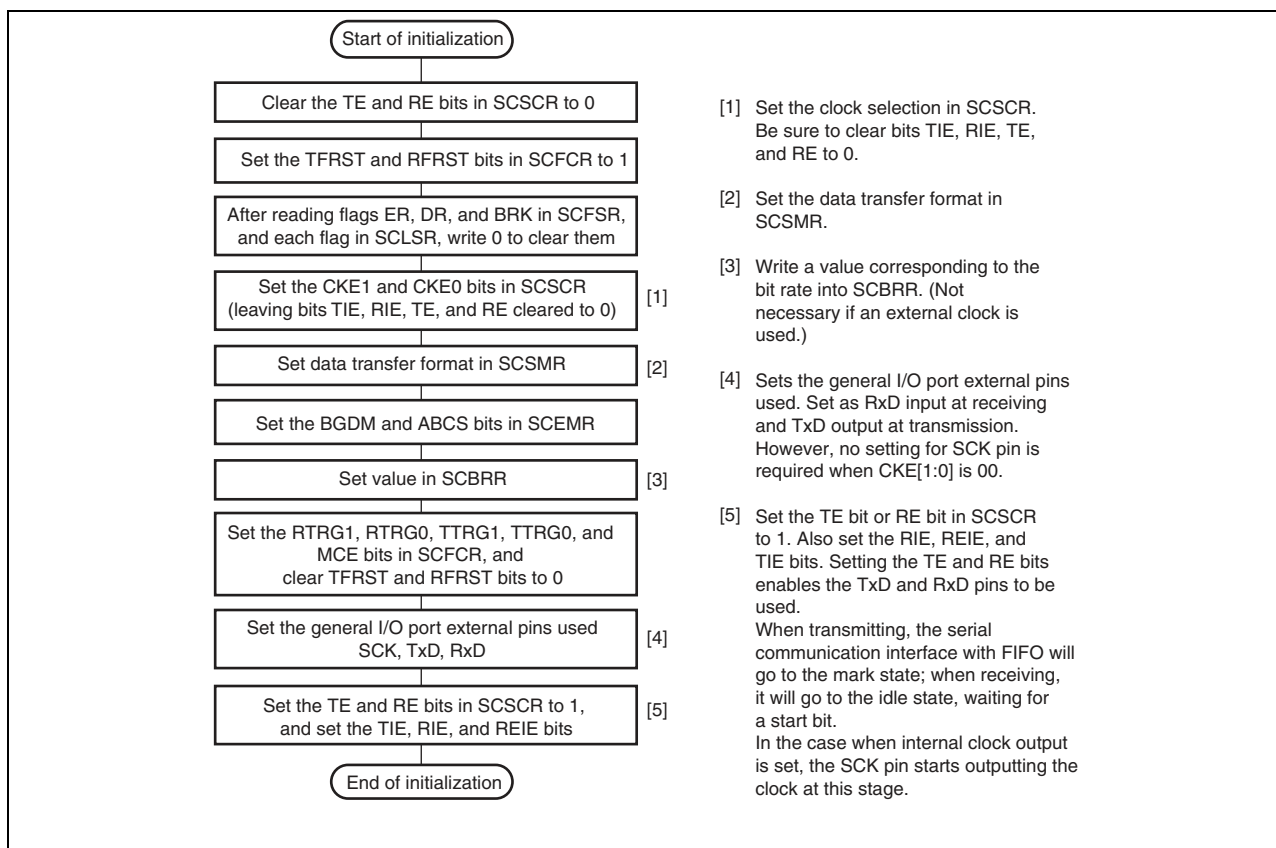 Start of initialization
Clear the TE and RE bits in SCSCR to 0
Set the TFRST and RFRST bits in SCFCR to 1
After reading flags ER, DR, and BRK in SCFSR,
and each flag in SCLSR, write 0 to clear them
Set the CKE1 and CKE0 bits in SCSCR
(leaving bits TIE, RIE, TE, and RE cleared to 0)
[1]
Set data transfer format in SCSMR
[2]
Set the BGDM and ABCS bits in SCEMR
Set value in SCBRR
[3]
Set the RTRG1, RTRG0, TTRG1, TTRG0, and
MCE bits in SCFCR, and
clear TFRST and RFRST bits to 0
Set the general I/O port external pins used
SCK, TxD, RxD
[4]
Set the TE and RE bits in SCSCR to 1,
and set the TIE, RIE, and REIE bits
[5]
End of initialization
[1] Set the clock selection in SCSCR.
Be sure to clear bits TIE, RIE, TE,
and RE to 0.
[2] Set the data transfer format in
SCSMR.
[3] Write a value corresponding to the
bit rate into SCBRR. (Not
necessary if an external clock is
used.)
[4] Sets the general I/O port external pins
used. Set as RxD input at receiving
and TxD output at transmission.
However, no setting for SCK pin is
required when CKE[1:0] is 00.
[5] Set the TE bit or RE bit in SCSCR
to 1. Also set the RIE, REIE, and
TIE bits. Setting the TE and RE bits
enables the TxD and RxD pins to be
used.
When transmitting, the serial
communication interface with FIFO will
go to the mark state; when receiving,
it will go to the idle state, waiting for
a start bit.
In the case when internal clock output
is set, the SCK pin starts outputting the
clock at this stage.